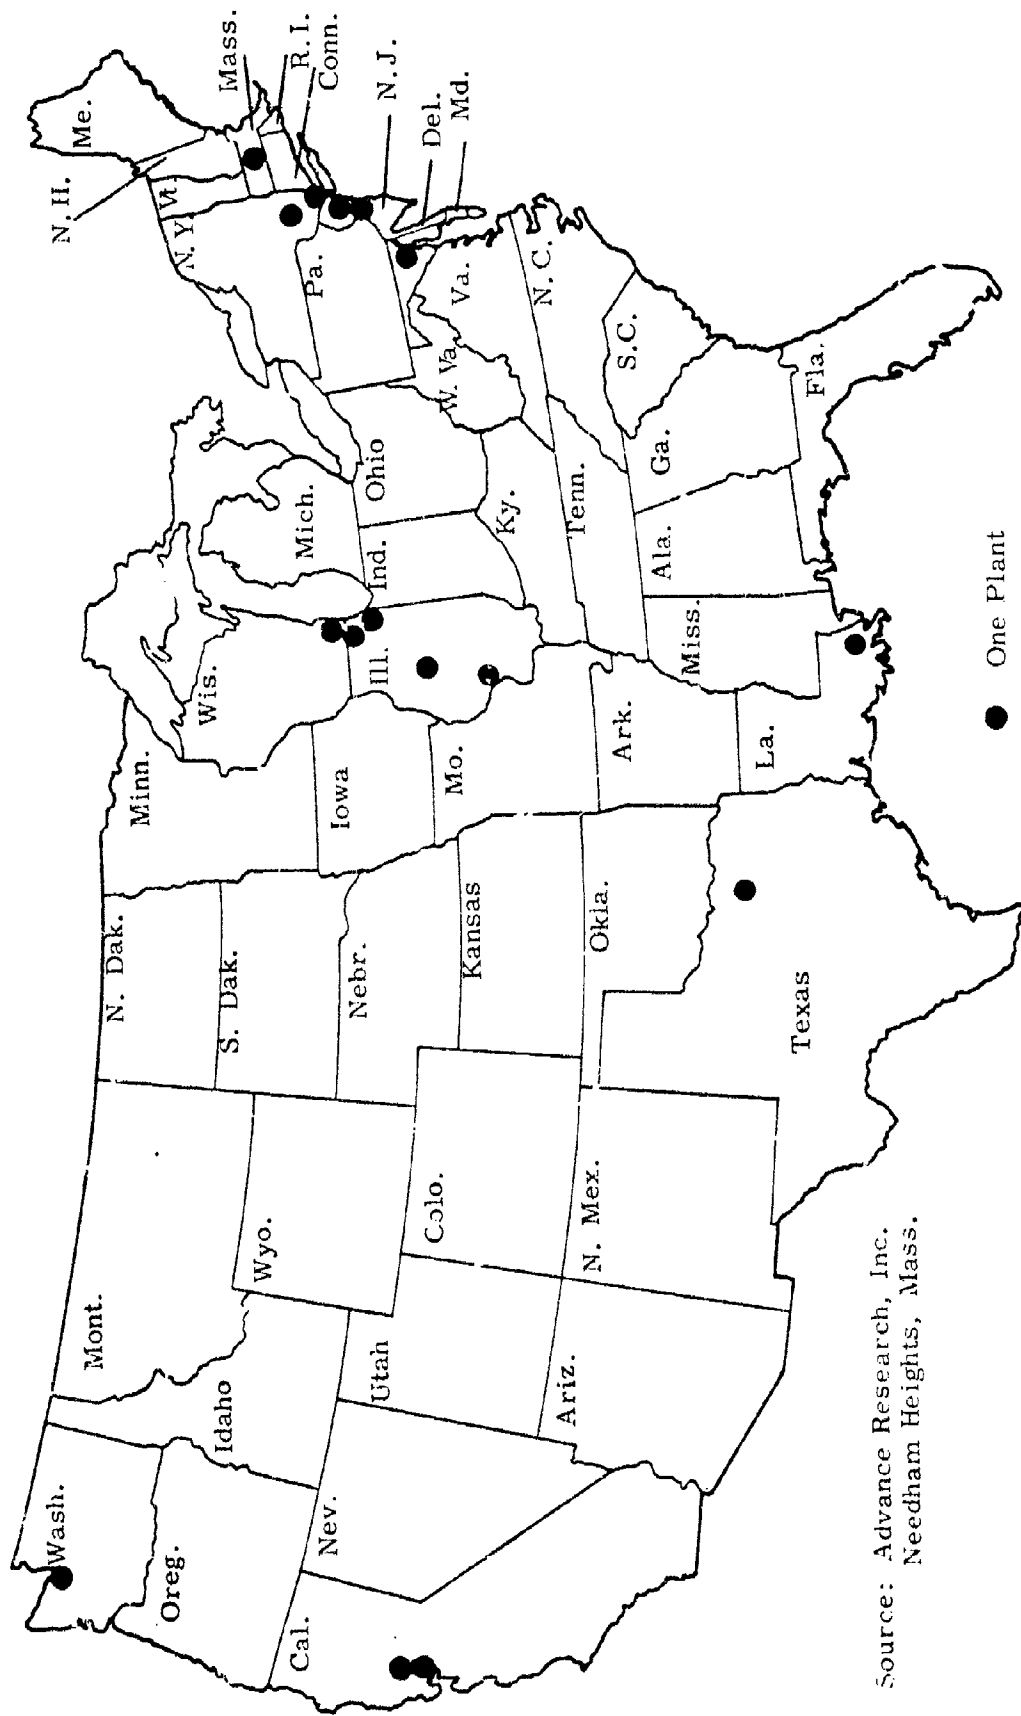 Wash.
Mont.
N. Dak.
Minn.
Me.
N. H.
Vt.
Mass.
R. I.
Conn.
N. Y.
Oreg.
Idaho
S. Dak.
Wis.
Mich.
Pa.
N.J.
Wyo.
Iowa
Del.
Md.
Cal.
Nev.
Utah
Nebr.
Ill.
Ind.
Ohio
Colo.
Kansas
Mo.
W. Va.
Va.
Ky.
N. C.
Ariz.
N. Mex.
Okla.
Ark.
Tenn.
S.C.
Miss.
Ala.
Ga.
Texas
La.
Fla.
Source: Advance Research, Inc.
Needham Heights, Mass.
One Plant